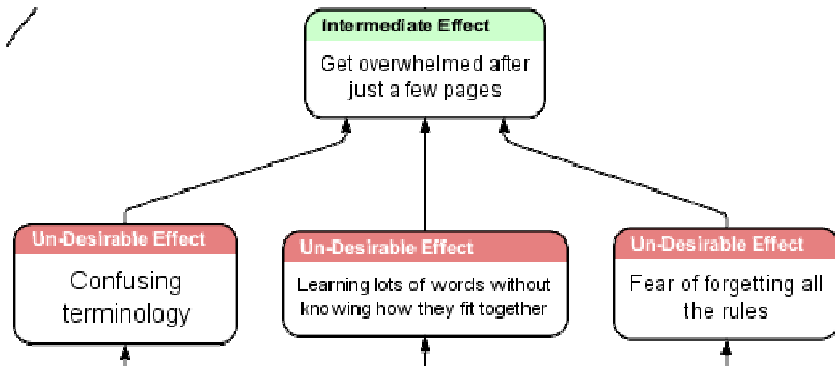 Intermediate Effect
Get overwhelmed after
just a few pages
Un-Desirable Effect
Confusing
terminology
Un-Desirable Effect
Learning lots of words without
knowing how they fit together
Un-Desirable Effect
Fear of forgetting all
the rules